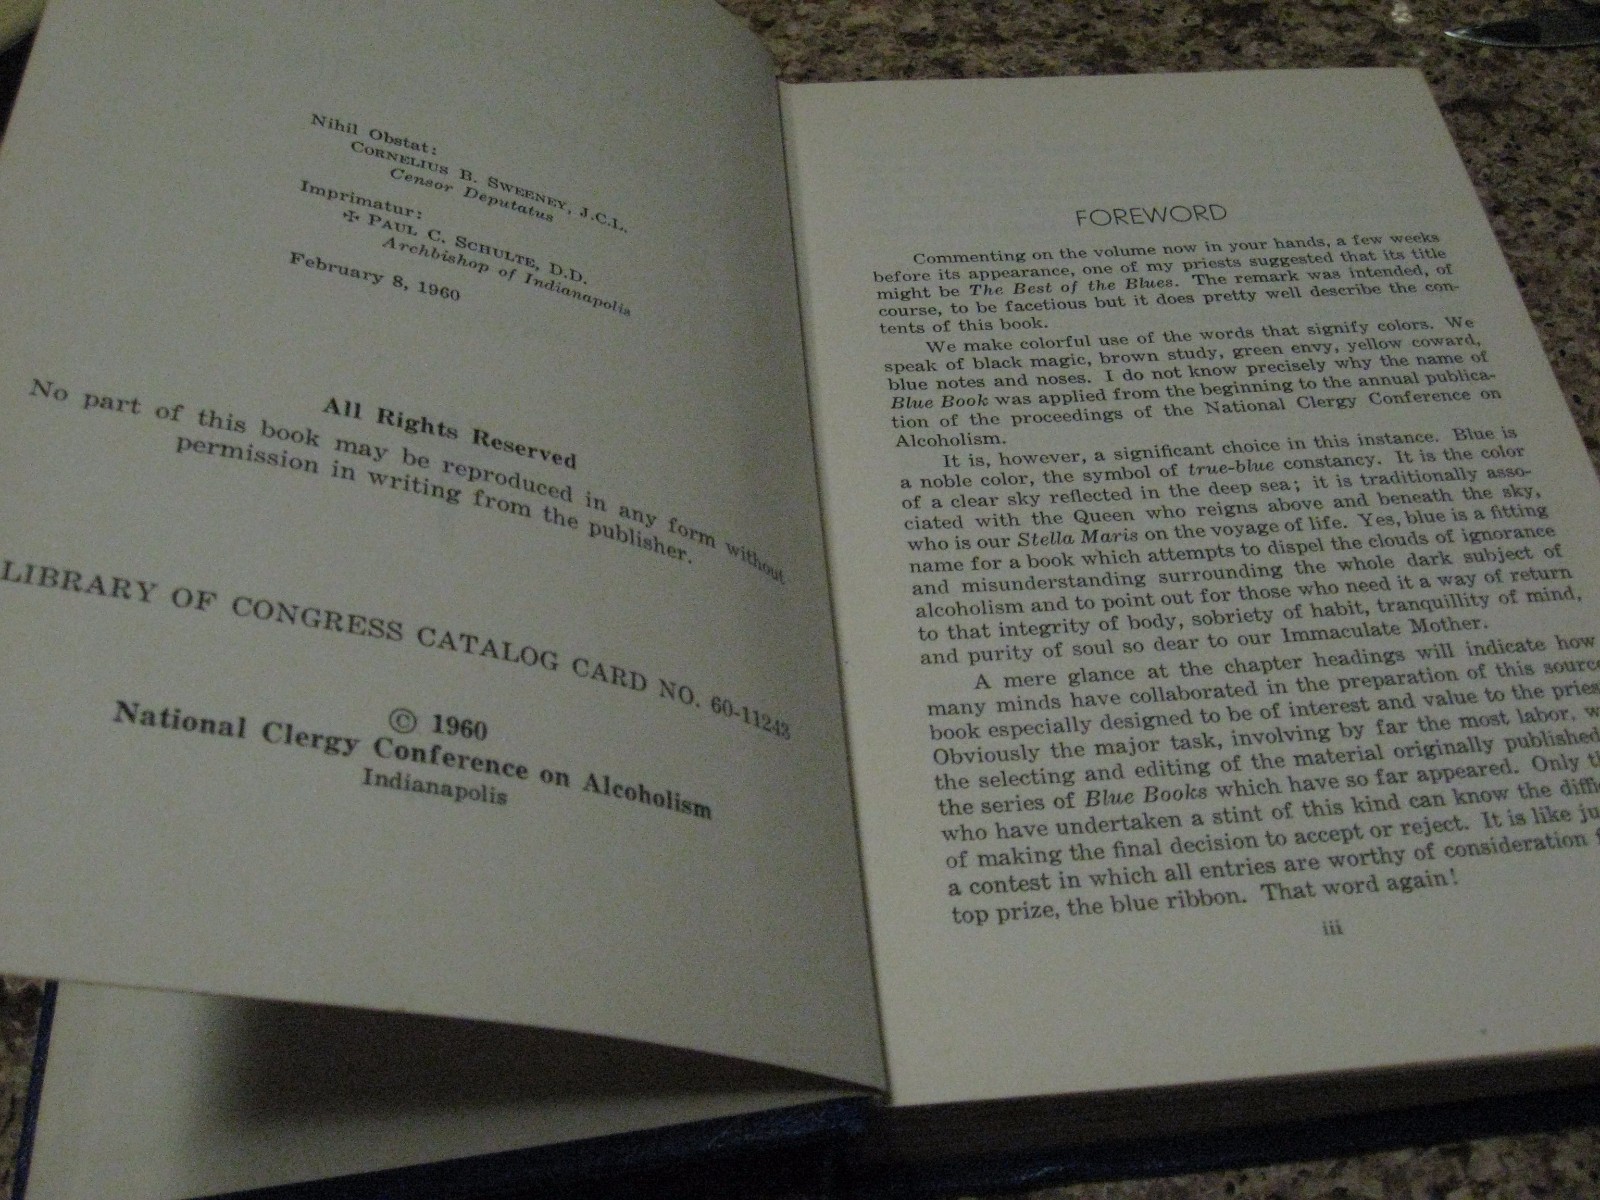 Nihil Obstat:
CORNELIUS B. SWEENEY, J.C.L.
Censor Deputatus
Imprimatur:
✠ PAUL C. SCHULTE, D.D.
Archbishop of Indianapolis
February 8, 1960
All Rights Reserved
No part of this book may be reproduced in any form without
permission in writing from the publisher.
LIBRARY OF CONGRESS CATALOG CARD NO. 60-11243
© 1960
National Clergy Conference on Alcoholism
Indianapolis
FOREWORD
Commenting on the volume now in your hands, a few weeks
before its appearance, one of my priests suggested that its title
might be The Best of the Blues. The remark was intended, of
course, to be facetious but it does pretty well describe the con-
tents of this book.
We make colorful use of the words that signify colors. We
speak of black magic, brown study, green envy, yellow coward,
blue notes and noses. I do not know precisely why the name of
Blue Book was applied from the beginning to the annual publica-
tion of the proceedings of the National Clergy Conference on
Alcoholism.
It is, however, a significant choice in this instance. Blue is
a noble color, the symbol of true-blue constancy. It is the color
of a clear sky reflected in the deep sea; it is traditionally asso-
ciated with the Queen who reigns above and beneath the sky,
who is our Stella Maris on the voyage of life. Yes, blue is a fitting
name for a book which attempts to dispel the clouds of ignorance
and misunderstanding surrounding the whole dark subject of
alcoholism and to point out for those who need it a way of return
to that integrity of body, sobriety of habit, tranquillity of mind,
and purity of soul so dear to our Immaculate Mother.
A mere glance at the chapter headings will indicate how
many minds have collaborated in the preparation of this source
book especially designed to be of interest and value to the
Obviously the major task, involving by far the most labor,
the selecting and editing of the material originally published
the series of Blue Books which have so far appeared. Only
who have undertaken a stint of this kind can know the
of making the final decision to accept or reject. It is like
a contest in which all entries are worthy of consideration
top prize, the blue ribbon. That word again!
iii